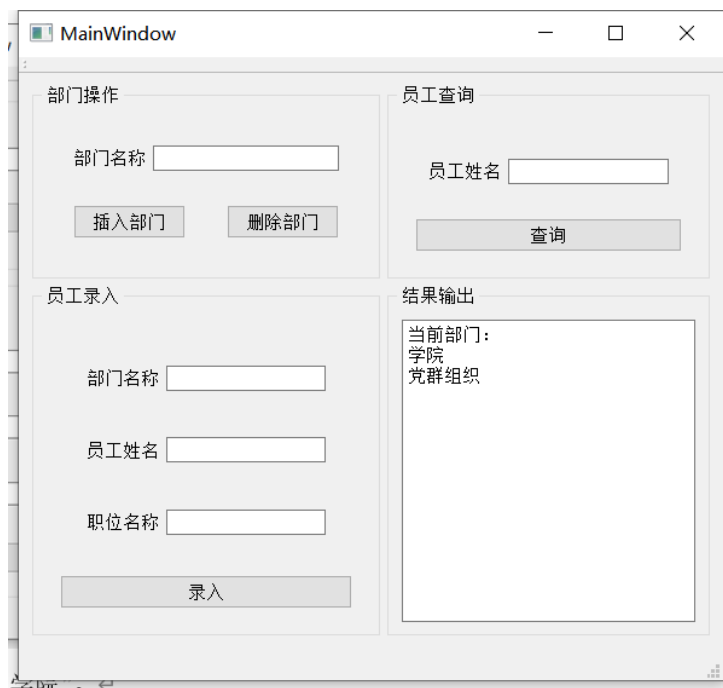 MainWindow
部门操作
部门名称
插入部门
删除部门
员工查询
员工姓名
查询
员工录入
部门名称
员工姓名
职位名称
录入
结果输出
当前部门：
学院
党群组织